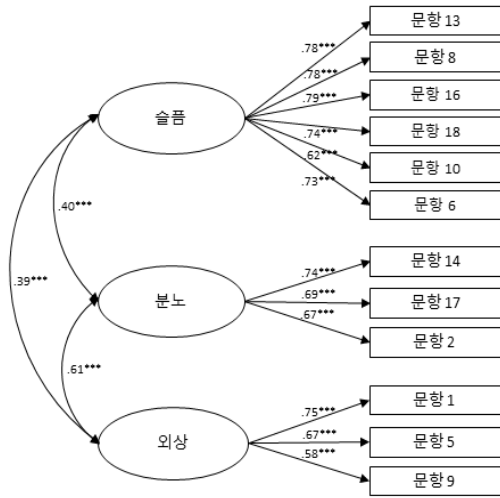 문항 13
.78***
문항 8
.78***
문항 16
.79***
슬픔
문항 18
.74***
.62***
문항 10
.73***
문항 6
.40***
문항 14
.74***
.39***
분노
.69***
문항 17
.67***
문항 2
.61***
문항 1
.75***
외상
.67***
문항 5
.58***
문항 9